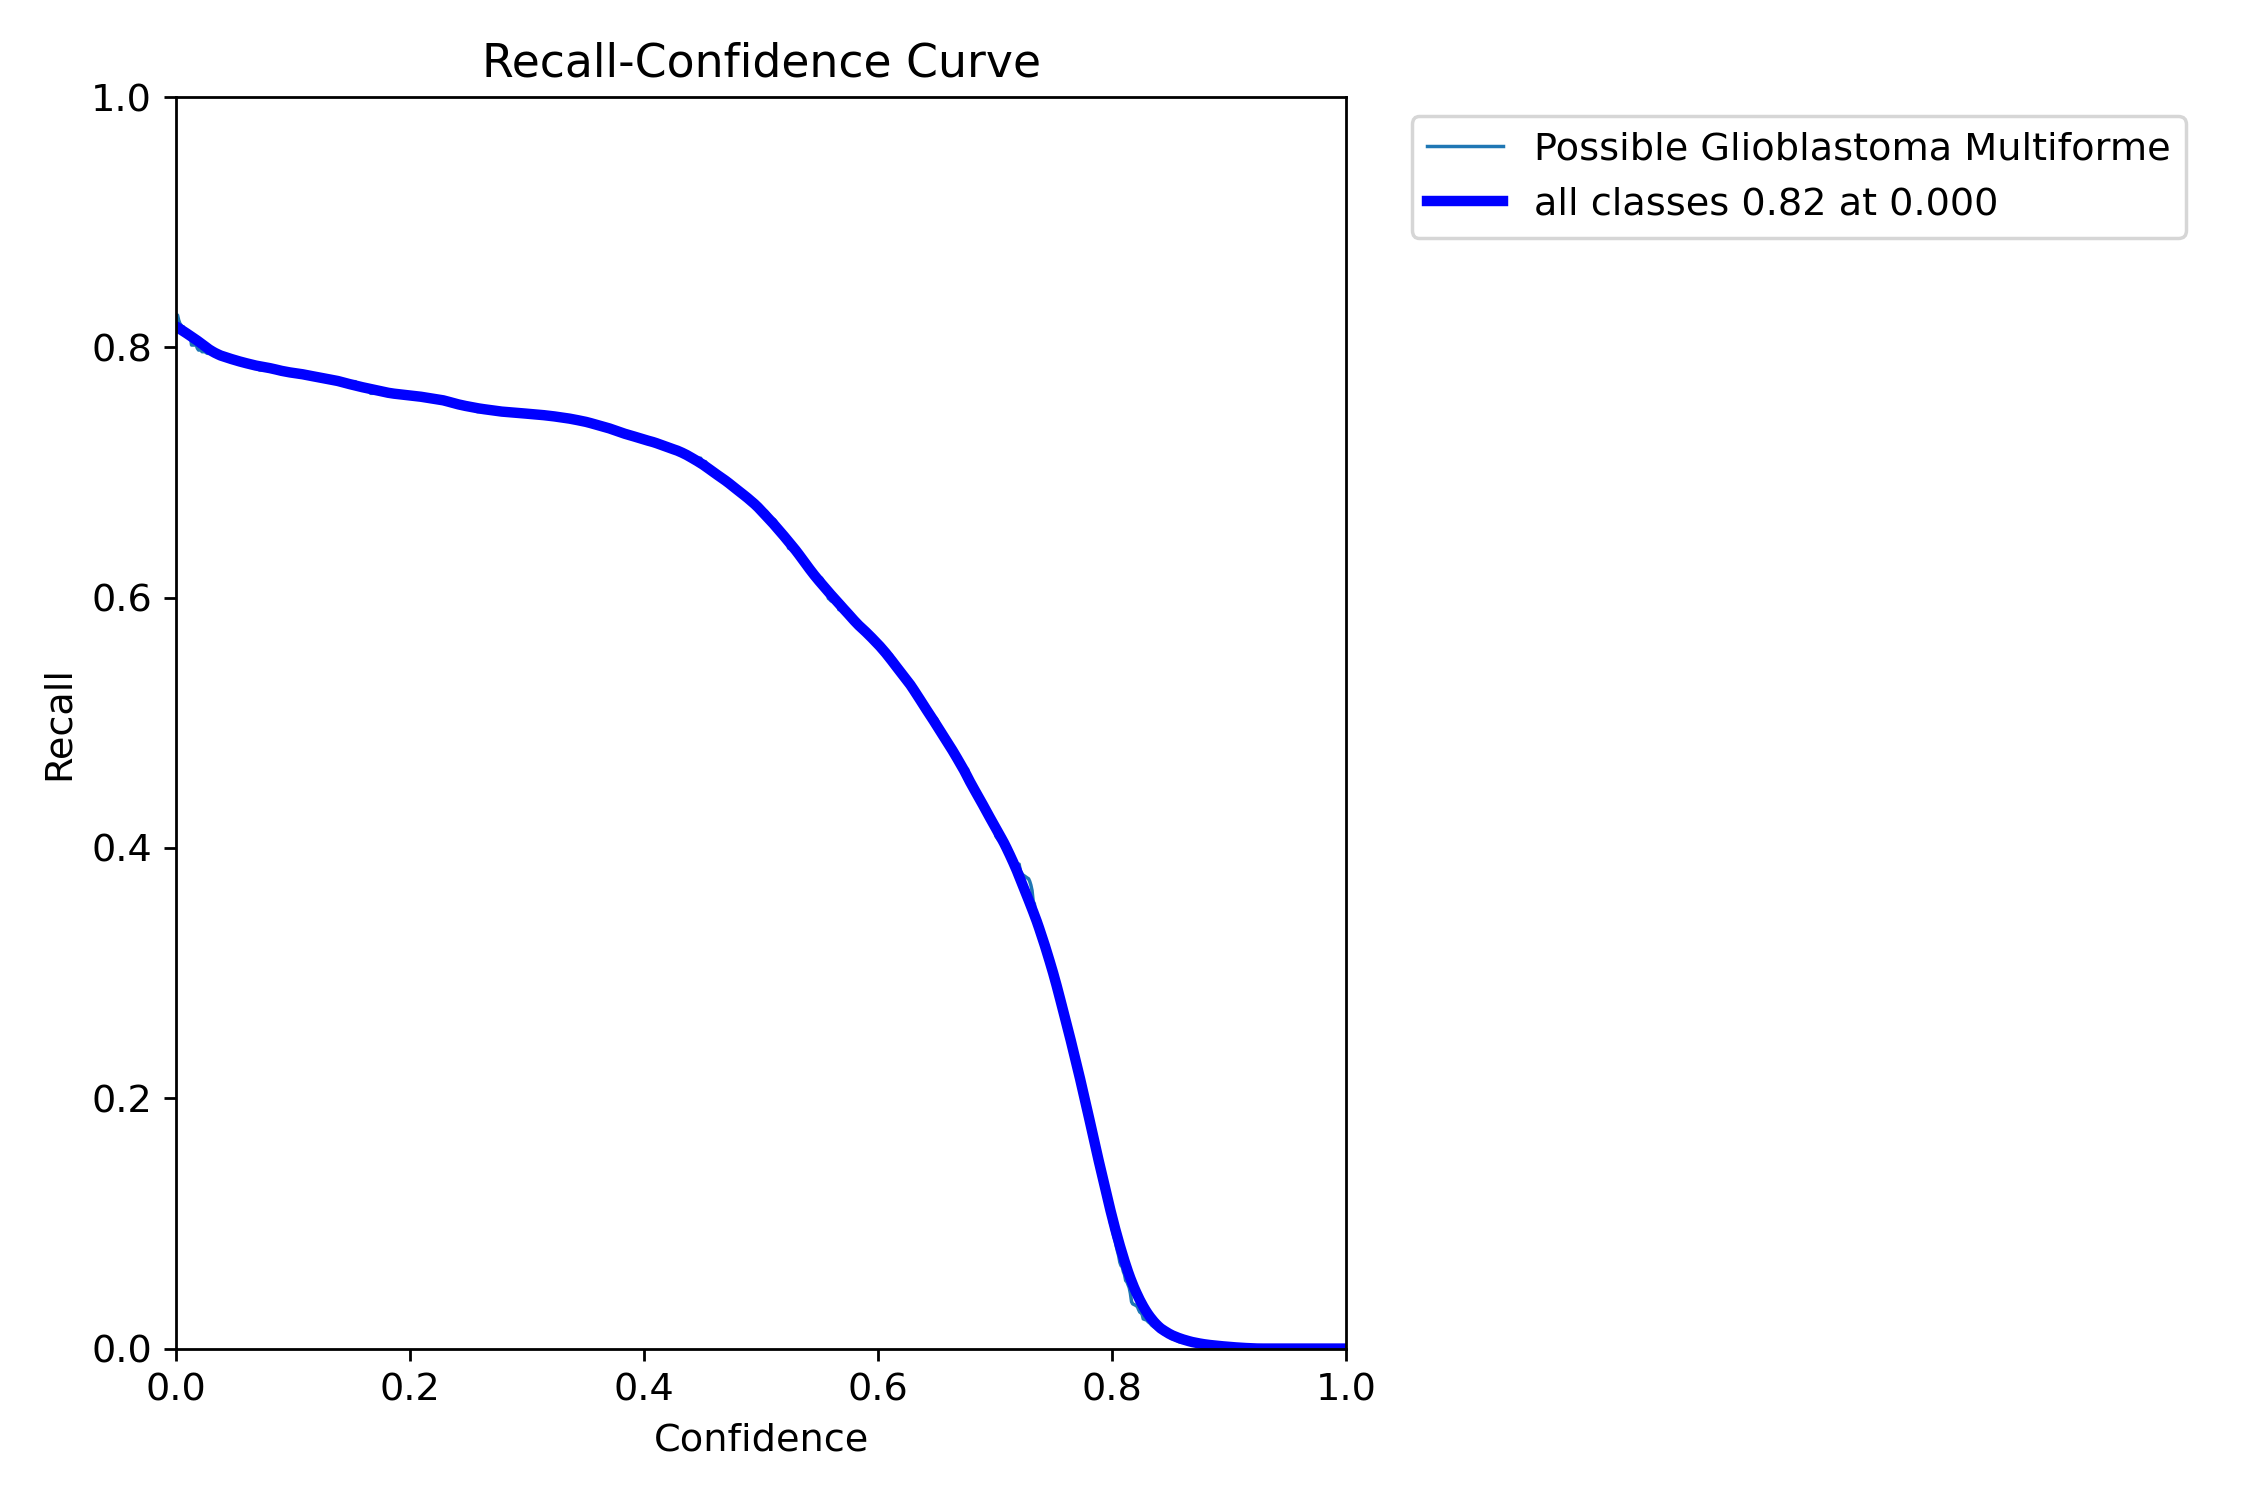 Recall-Confidence Curve
1.0
0.8
0.6
0.4
0.2
0.0
Recall
0.0 0.2 0.4 0.6 0.8 1.0
Confidence
Possible Glioblastoma Multiforme
all classes 0.82 at 0.000